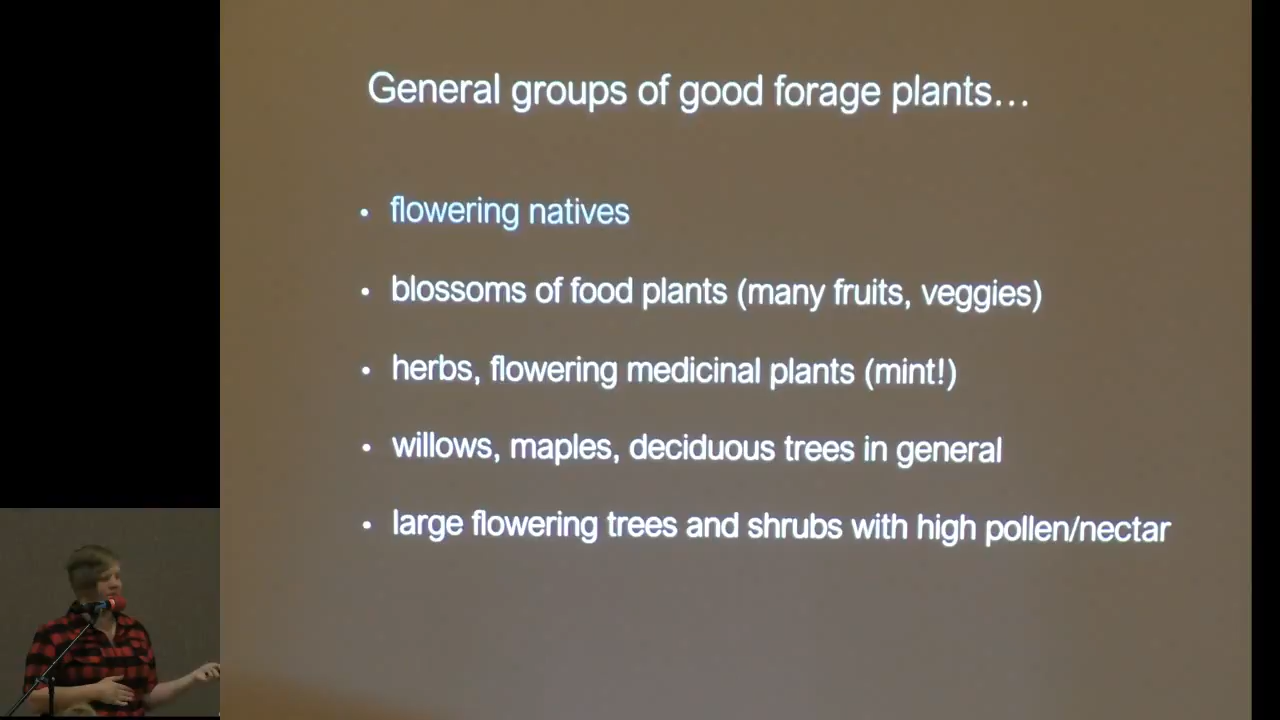 General groups of good forage plants…
• flowering natives
• blossoms of food plants (many fruits, veggies)
• herbs, flowering medicinal plants (mint!)
• willows, maples, deciduous trees in general
• large flowering trees and shrubs with high pollen/nectar